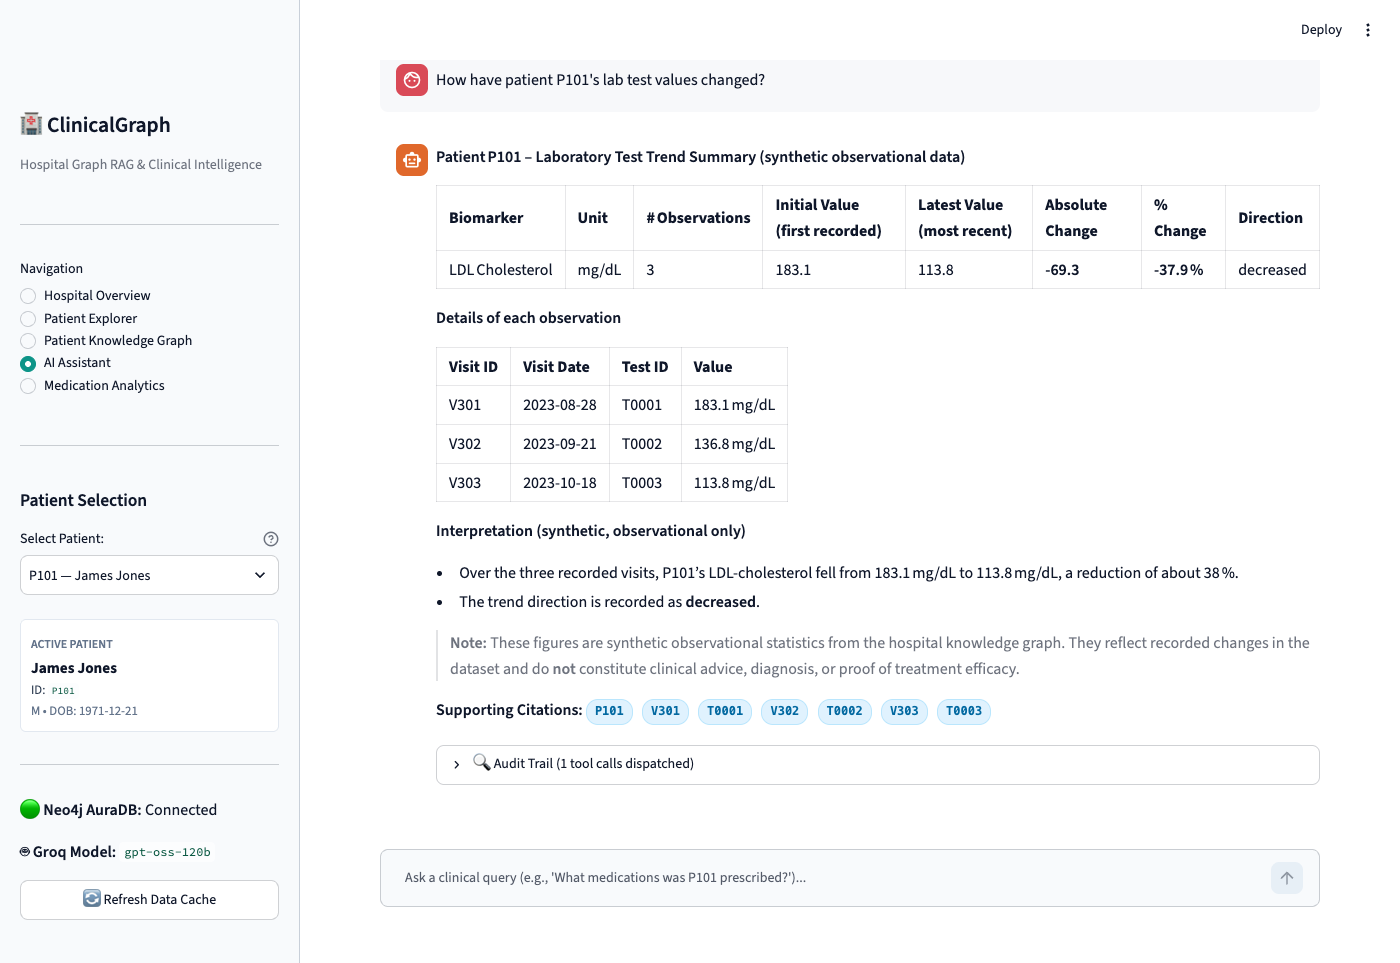 Deploy
ClinicalGraph
Hospital Graph RAG & Clinical Intelligence
Navigation
Hospital Overview
Patient Explorer
Patient Knowledge Graph
AI Assistant
Medication Analytics
Patient Selection
Select Patient:
P101 — James Jones
ACTIVE PATIENT
James Jones
ID: P101
M • DOB: 1971-12-21
Neo4j AuraDB: Connected
Groq Model: gpt-oss-120b
Refresh Data Cache
How have patient P101's lab test values changed?
Patient P101 – Laboratory Test Trend Summary (synthetic observational data)
Biomarker Unit # Observations Initial Value (first recorded) Latest Value (most recent) Absolute Change % Change Direction
LDL Cholesterol mg/dL 3 183.1 113.8 -69.3 -37.9 % decreased
Details of each observation
Visit ID Visit Date Test ID Value
V301 2023-08-28 T0001 183.1 mg/dL
V302 2023-09-21 T0002 136.8 mg/dL
V303 2023-10-18 T0003 113.8 mg/dL
Interpretation (synthetic, observational only)
• Over the three recorded visits, P101’s LDL-cholesterol fell from 183.1 mg/dL to 113.8 mg/dL, a reduction of about 38 %.
• The trend direction is recorded as decreased.
Note: These figures are synthetic observational statistics from the hospital knowledge graph. They reflect recorded changes in the
dataset and do not constitute clinical advice, diagnosis, or proof of treatment efficacy.
Supporting Citations: P101 V301 T0001 V302 T0002 V303 T0003
Audit Trail (1 tool calls dispatched)
Ask a clinical query (e.g., 'What medications was P101 prescribed?')...